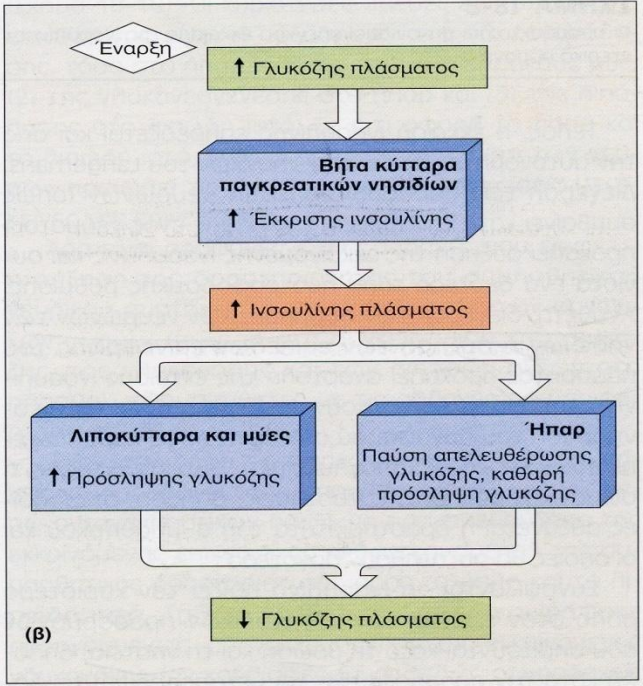 Έναρξη
↑ Γλυκόζης πλάσματος
Βήτα κύτταρα
παγκρεατικών νησιδίων
↑ Έκκρισης ινσουλίνης
↑ Ινσουλίνης πλάσματος
Λιποκύτταρα και μύες
↑ Πρόσληψης γλυκόζης
Ήπαρ
Παύση απελευθέρωσης
γλυκόζης, καθαρή
πρόσληψη γλυκόζης
↓ Γλυκόζης πλάσματος
(β)